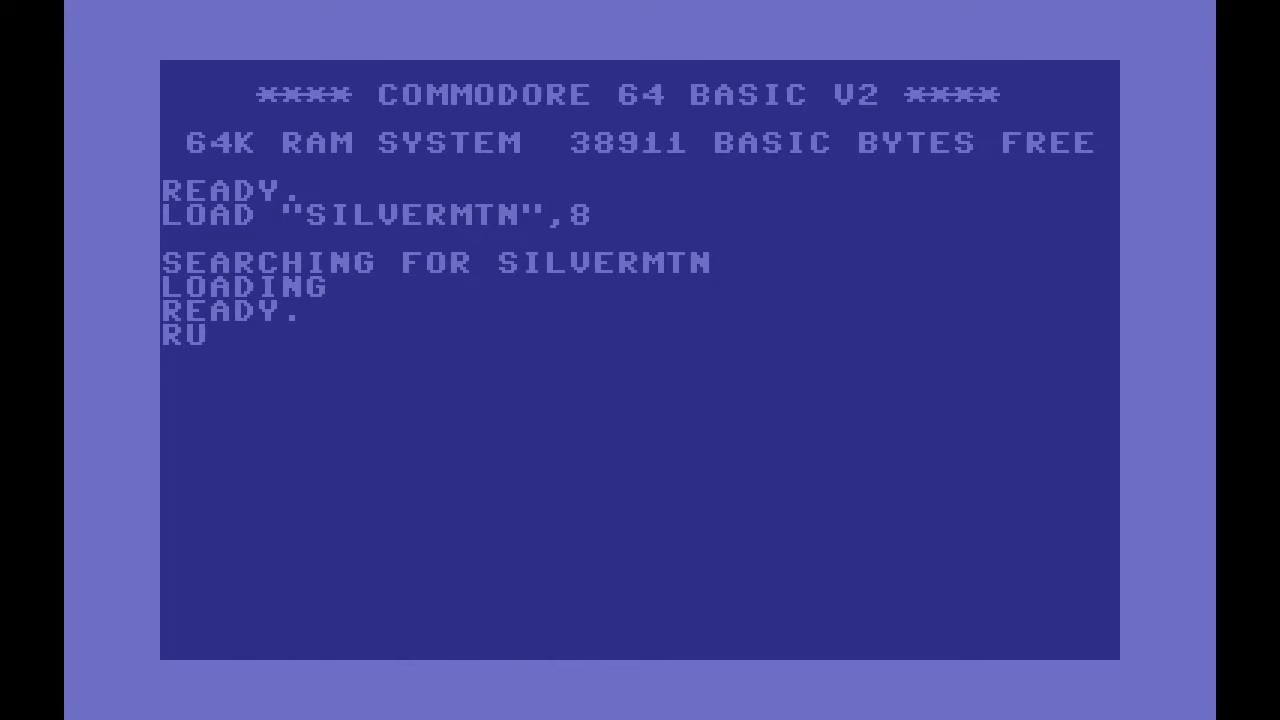 **** COMMODORE 64 BASIC V2 ****
64K RAM SYSTEM  38911 BASIC BYTES FREE
READY.
LOAD "SILVERMTN",8
SEARCHING FOR SILVERMTN
LOADING
READY.
RU